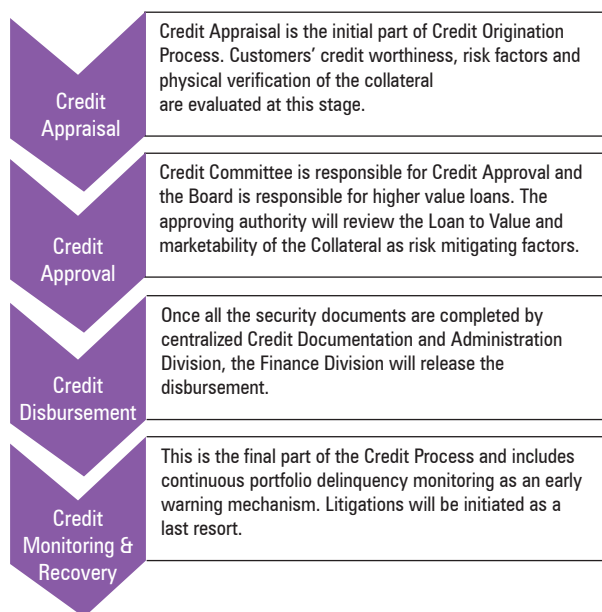 Credit
Appraisal
Credit Appraisal is the initial part of Credit Origination
Process. Customers’ credit worthiness, risk factors and
physical verification of the collateral
are evaluated at this stage.
Credit
Approval
Credit Committee is responsible for Credit Approval and
the Board is responsible for higher value loans. The
approving authority will review the Loan to Value and
marketability of the Collateral as risk mitigating factors.
Credit
Disbursement
Once all the security documents are completed by
centralized Credit Documentation and Administration
Division, the Finance Division will release the
disbursement.
Credit
Monitoring &
Recovery
This is the final part of the Credit Process and includes
continuous portfolio delinquency monitoring as an early
warning mechanism. Litigations will be initiated as a
last resort.